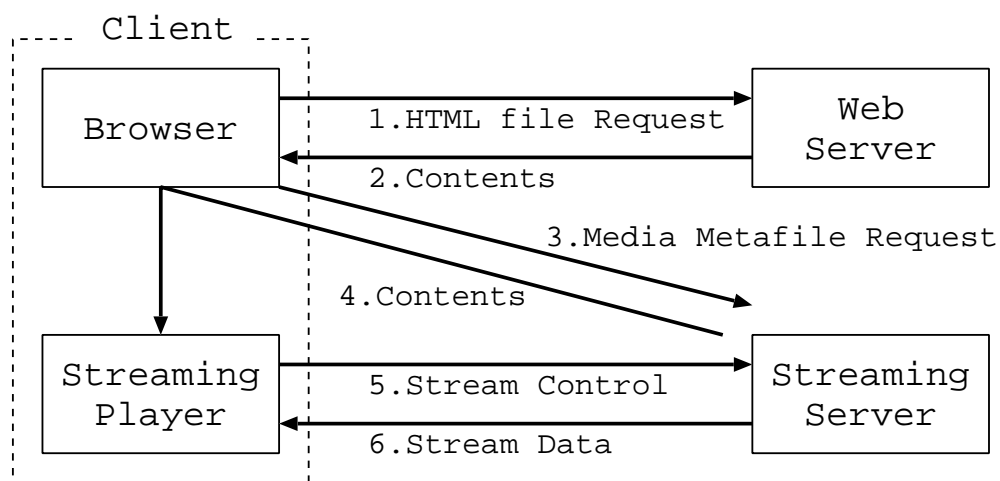 Client
Browser
1.HTML file Request
Web
Server
2.Contents
3.Media Metafile Request
4.Contents
Streaming
Player
5.Stream Control
6.Stream Data
Streaming
Server